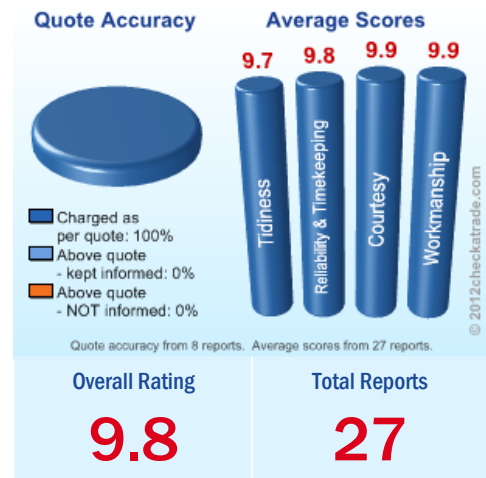 Quote Accuracy
Charged as
per quote: 100%
Above quote
- kept informed: 0%
Above quote
- NOT informed: 0%
Average Scores
9.7
9.8
9.9
9.9
Tidiness
Reliability & Timekeeping
Courtesy
Workmanship
© 2012checkatrade.com
Quote accuracy from 8 reports. Average scores from 27 reports.
Overall Rating
9.8
Total Reports
27